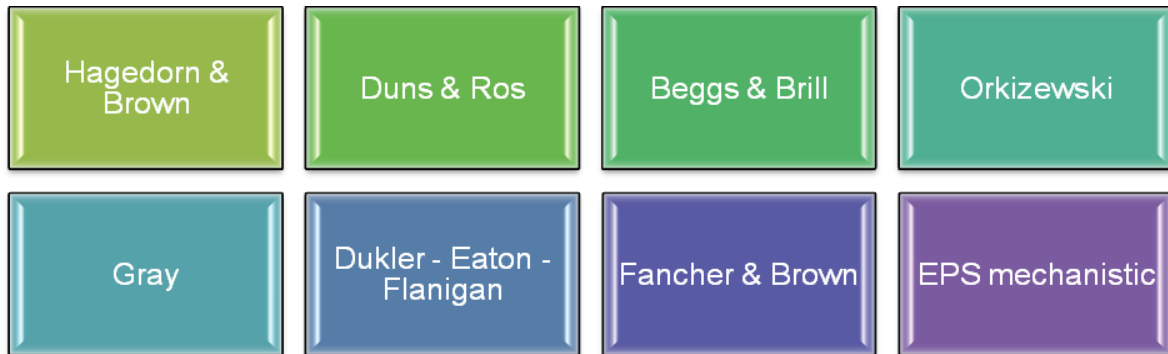 Hagedorn &
Brown
Duns & Ros
Beggs & Brill
Orkizewski
Gray
Dukler - Eaton -
Flanigan
Fancher & Brown
EPS mechanistic